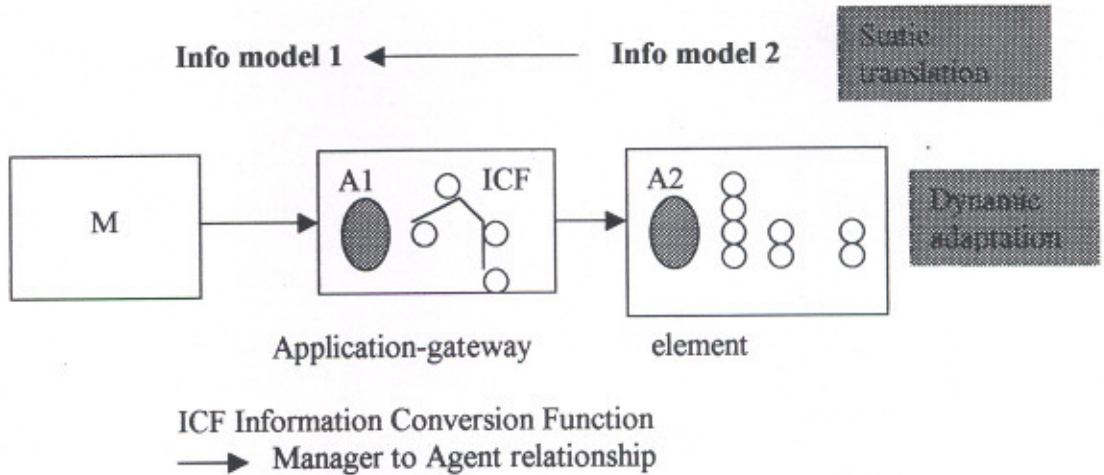 Info model 1
Info model 2
Static
translation
M
A1
ICF
A2
Dynamic
adaptation
Application-gateway
element
ICF Information Conversion Function
Manager to Agent relationship